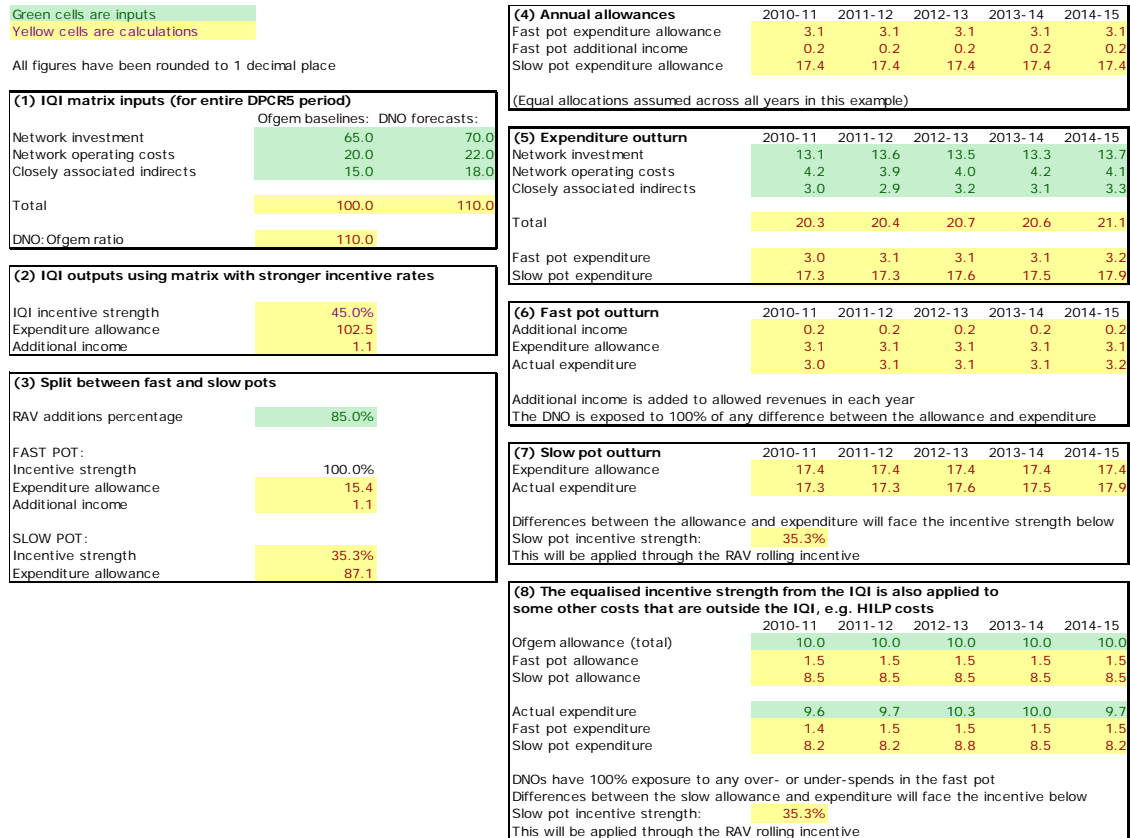 Green cells are inputs
Yellow cells are calculations
All figures have been rounded to 1 decimal place
(1) IQI matrix inputs (for entire DPCR5 period)
Ofgem baselines: DNO forecasts:
Network investment 65.0 70.0
Network operating costs 20.0 22.0
Closely associated indirects 15.0 18.0
Total 100.0 110.0
DNO:Ofgem ratio 110.0
(2) IQI outputs using matrix with stronger incentive rates
IQI incentive strength 45.0%
Expenditure allowance 102.5
Additional income 1.1
(3) Split between fast and slow pots
RAV additions percentage 85.0%
FAST POT:
Incentive strength 100.0%
Expenditure allowance 15.4
Additional income 1.1
SLOW POT:
Incentive strength 35.3%
Expenditure allowance 87.1
(4) Annual allowances 2010-11 2011-12 2012-13 2013-14 2014-15
Fast pot expenditure allowance 3.1 3.1 3.1 3.1 3.1
Fast pot additional income 0.2 0.2 0.2 0.2 0.2
Slow pot expenditure allowance 17.4 17.4 17.4 17.4 17.4
(Equal allocations assumed across all years in this example)
(5) Expenditure outturn 2010-11 2011-12 2012-13 2013-14 2014-15
Network investment 13.1 13.6 13.5 13.3 13.7
Network operating costs 4.2 3.9 4.0 4.2 4.1
Closely associated indirects 3.0 2.9 3.2 3.1 3.3
Total 20.3 20.4 20.7 20.6 21.1
Fast pot expenditure 3.0 3.1 3.1 3.1 3.2
Slow pot expenditure 17.3 17.3 17.6 17.5 17.9
(6) Fast pot outturn 2010-11 2011-12 2012-13 2013-14 2014-15
Additional income 0.2 0.2 0.2 0.2 0.2
Expenditure allowance 3.1 3.1 3.1 3.1 3.1
Actual expenditure 3.0 3.1 3.1 3.1 3.2
Additional income is added to allowed revenues in each year
The DNO is exposed to 100% of any difference between the allowance and expenditure
(7) Slow pot outturn 2010-11 2011-12 2012-13 2013-14 2014-15
Expenditure allowance 17.4 17.4 17.4 17.4 17.4
Actual expenditure 17.3 17.3 17.6 17.5 17.9
Differences between the allowance and expenditure will face the incentive strength below
Slow pot incentive strength: 35.3%
This will be applied through the RAV rolling incentive
(8) The equalised incentive strength from the IQI is also applied to
some other costs that are outside the IQI, e.g. HILP costs
2010-11 2011-12 2012-13 2013-14 2014-15
Ofgem allowance (total) 10.0 10.0 10.0 10.0 10.0
Fast pot allowance 1.5 1.5 1.5 1.5 1.5
Slow pot allowance 8.5 8.5 8.5 8.5 8.5
Actual expenditure 9.6 9.7 10.3 10.0 9.7
Fast pot expenditure 1.4 1.5 1.5 1.5 1.5
Slow pot expenditure 8.2 8.2 8.8 8.5 8.2
DNOs have 100% exposure to any over- or under-spends in the fast pot
Differences between the slow allowance and expenditure will face the incentive below
Slow pot incentive strength: 35.3%
This will be applied through the RAV rolling incentive